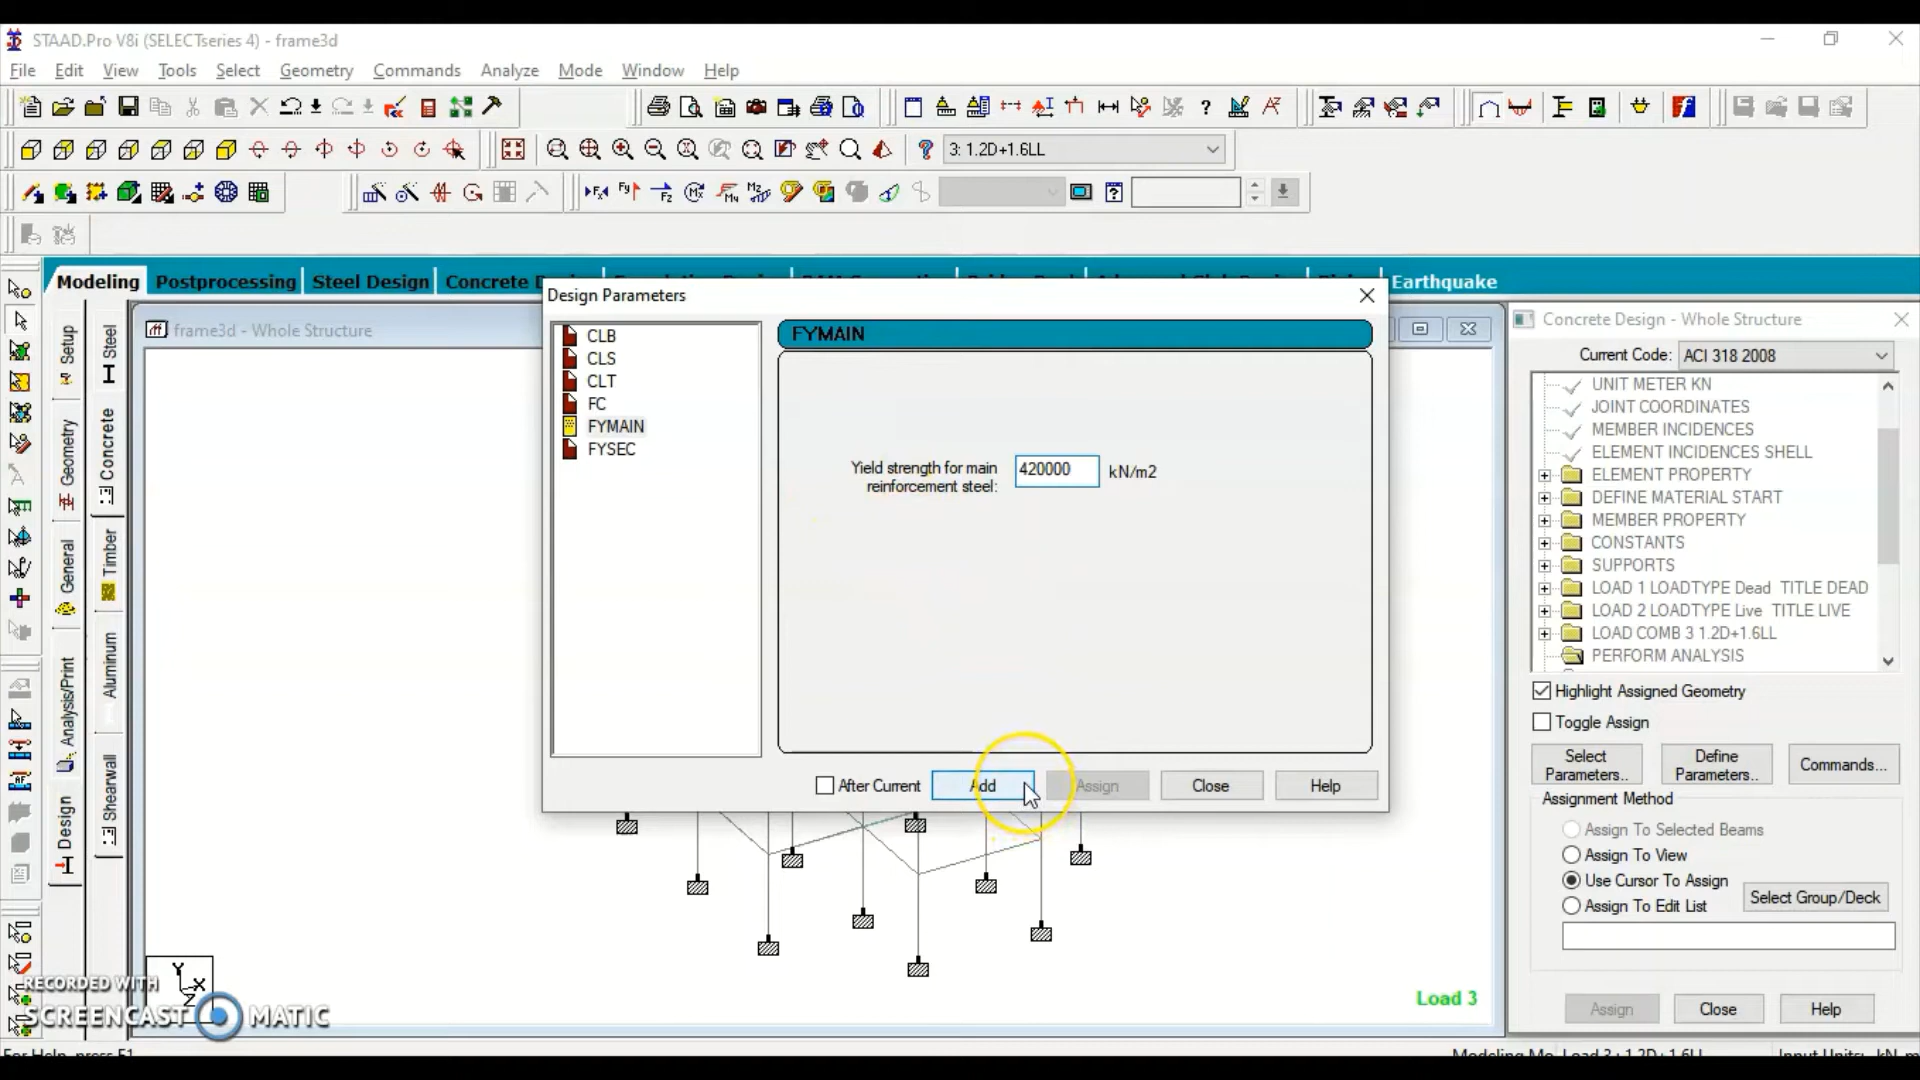 STAAD.Pro V8i (SELECTseries 4) - frame3d
File Edit View Tools Select Geometry Commands Analyze Mode Window Help
3: 1.2D+1.6LL
Modeling Postprocessing Steel Design Concrete Earthquake
frame3d - Whole Structure
Setup
Geometry
General
Analysis/Print
Design
Steel
Concrete
Timber
Aluminum
Shearwall
Design Parameters
CLB
CLS
CLT
FC
FYMAIN
FYSEC
FYMAIN
Yield strength for main
reinforcement steel:
420000 kN/m2
After Current Add Assign Close Help
Load 3
Y
X
Z
RECORDED WITH
SCREENCAST MATIC
Concrete Design - Whole Structure
Current Code: ACI 318 2008
UNIT METER KN
JOINT COORDINATES
MEMBER INCIDENCES
ELEMENT INCIDENCES SHELL
ELEMENT PROPERTY
DEFINE MATERIAL START
MEMBER PROPERTY
CONSTANTS
SUPPORTS
LOAD 1 LOADTYPE Dead TITLE DEAD
LOAD 2 LOADTYPE Live TITLE LIVE
LOAD COMB 3 1.2D+1.6LL
PERFORM ANALYSIS
Highlight Assigned Geometry
Toggle Assign
Select
Parameters..
Define
Parameters..
Commands...
Assignment Method
Assign To Selected Beams
Assign To View
Use Cursor To Assign
Assign To Edit List
Select Group/Deck
Assign Close Help